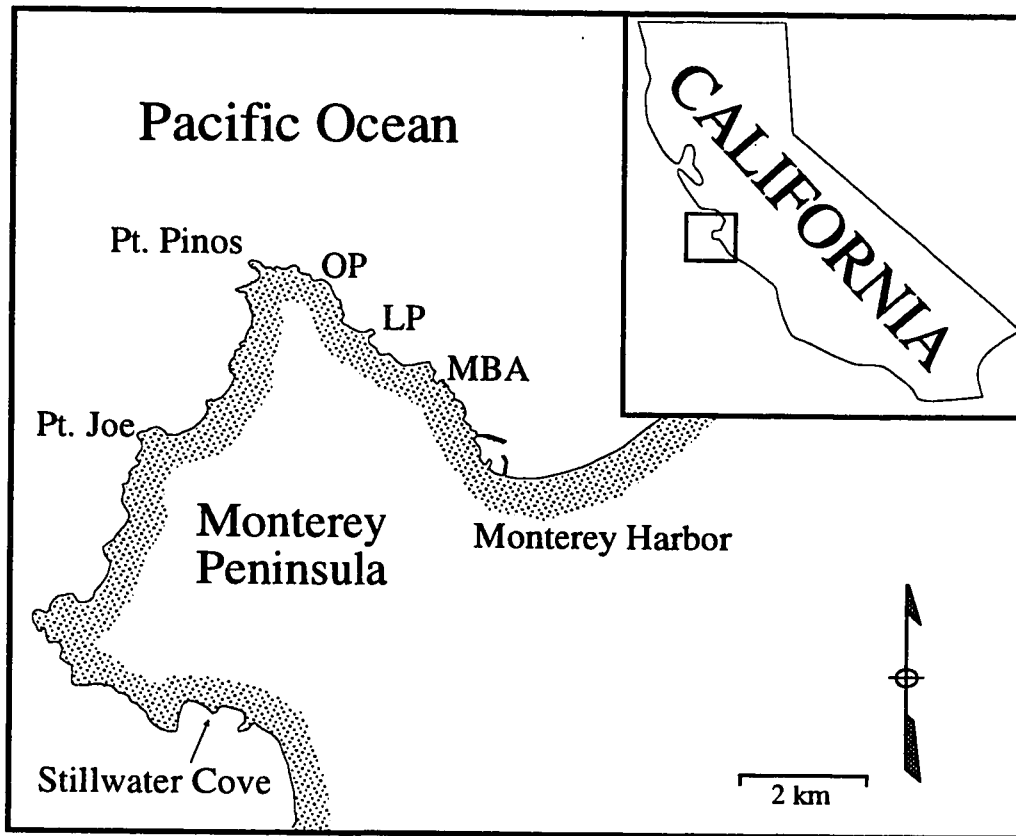 Pacific Ocean
CALIFORNIA
Pt. Pinos
OP
LP
MBA
Pt. Joe
Monterey
Peninsula
Monterey Harbor
Stillwater Cove
2 km